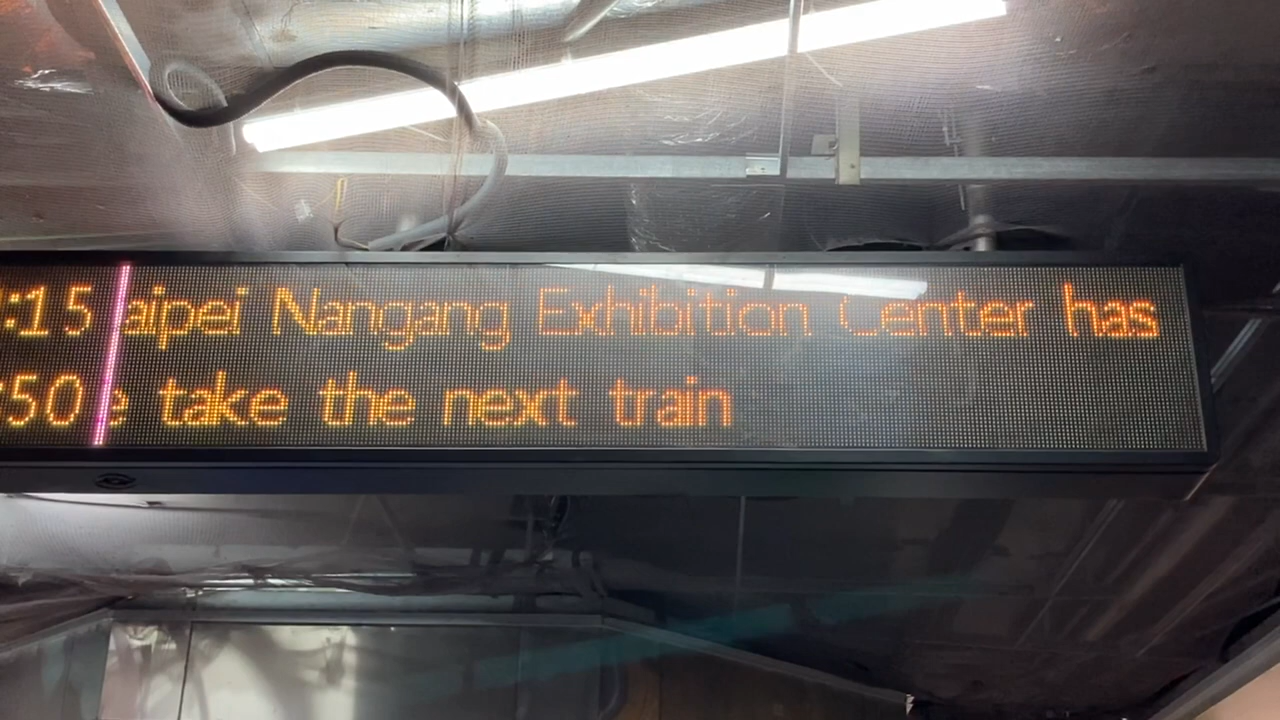 :15 aipei Nangang Exhibition Center has
:50 e take the next train